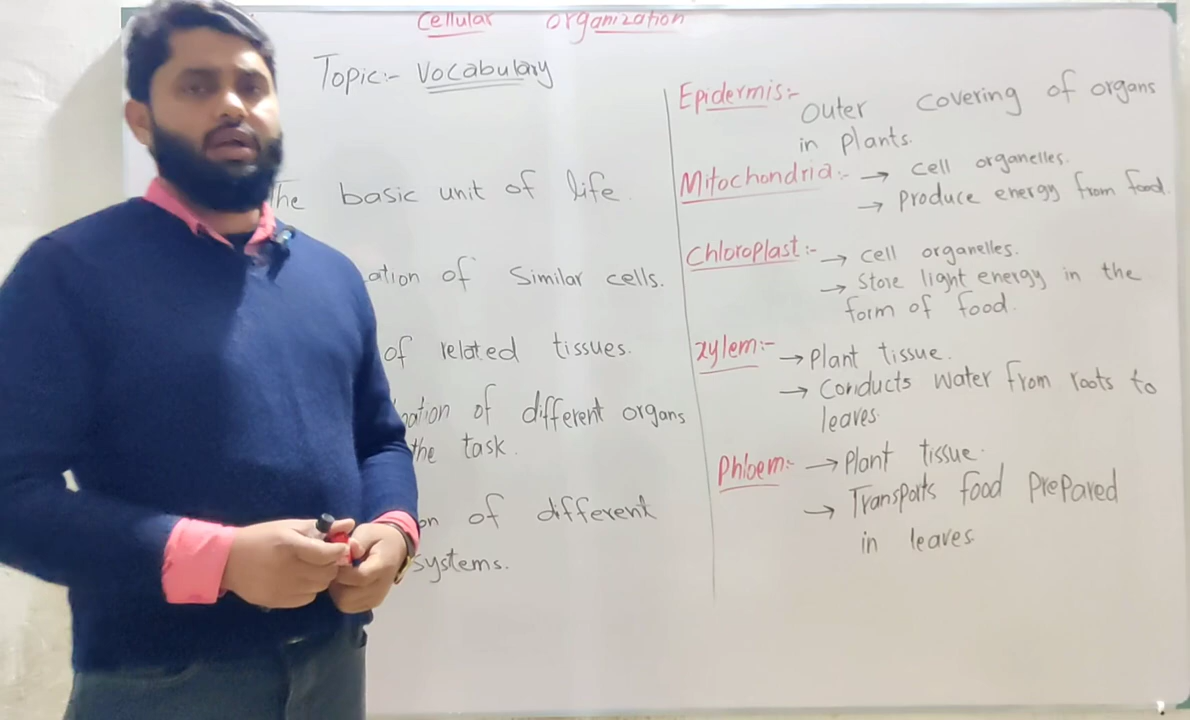 Cellular organization
Topic:- Vocabulary
The basic unit of life.
ation of Similar cells.
of related tissues.
nation of different organs
the task.
on of different
systems.
Epidermis:- outer covering of organs
in plants.
Mitochondria:- → cell organelles.
→ produce energy from food.
Chloroplast:- → cell organelles.
→ store light energy in the
form of food.
xylem:- → Plant tissue.
→ Conducts water from roots to
leaves
Phloem:- → Plant tissue.
→ Transports food prepared
in leaves